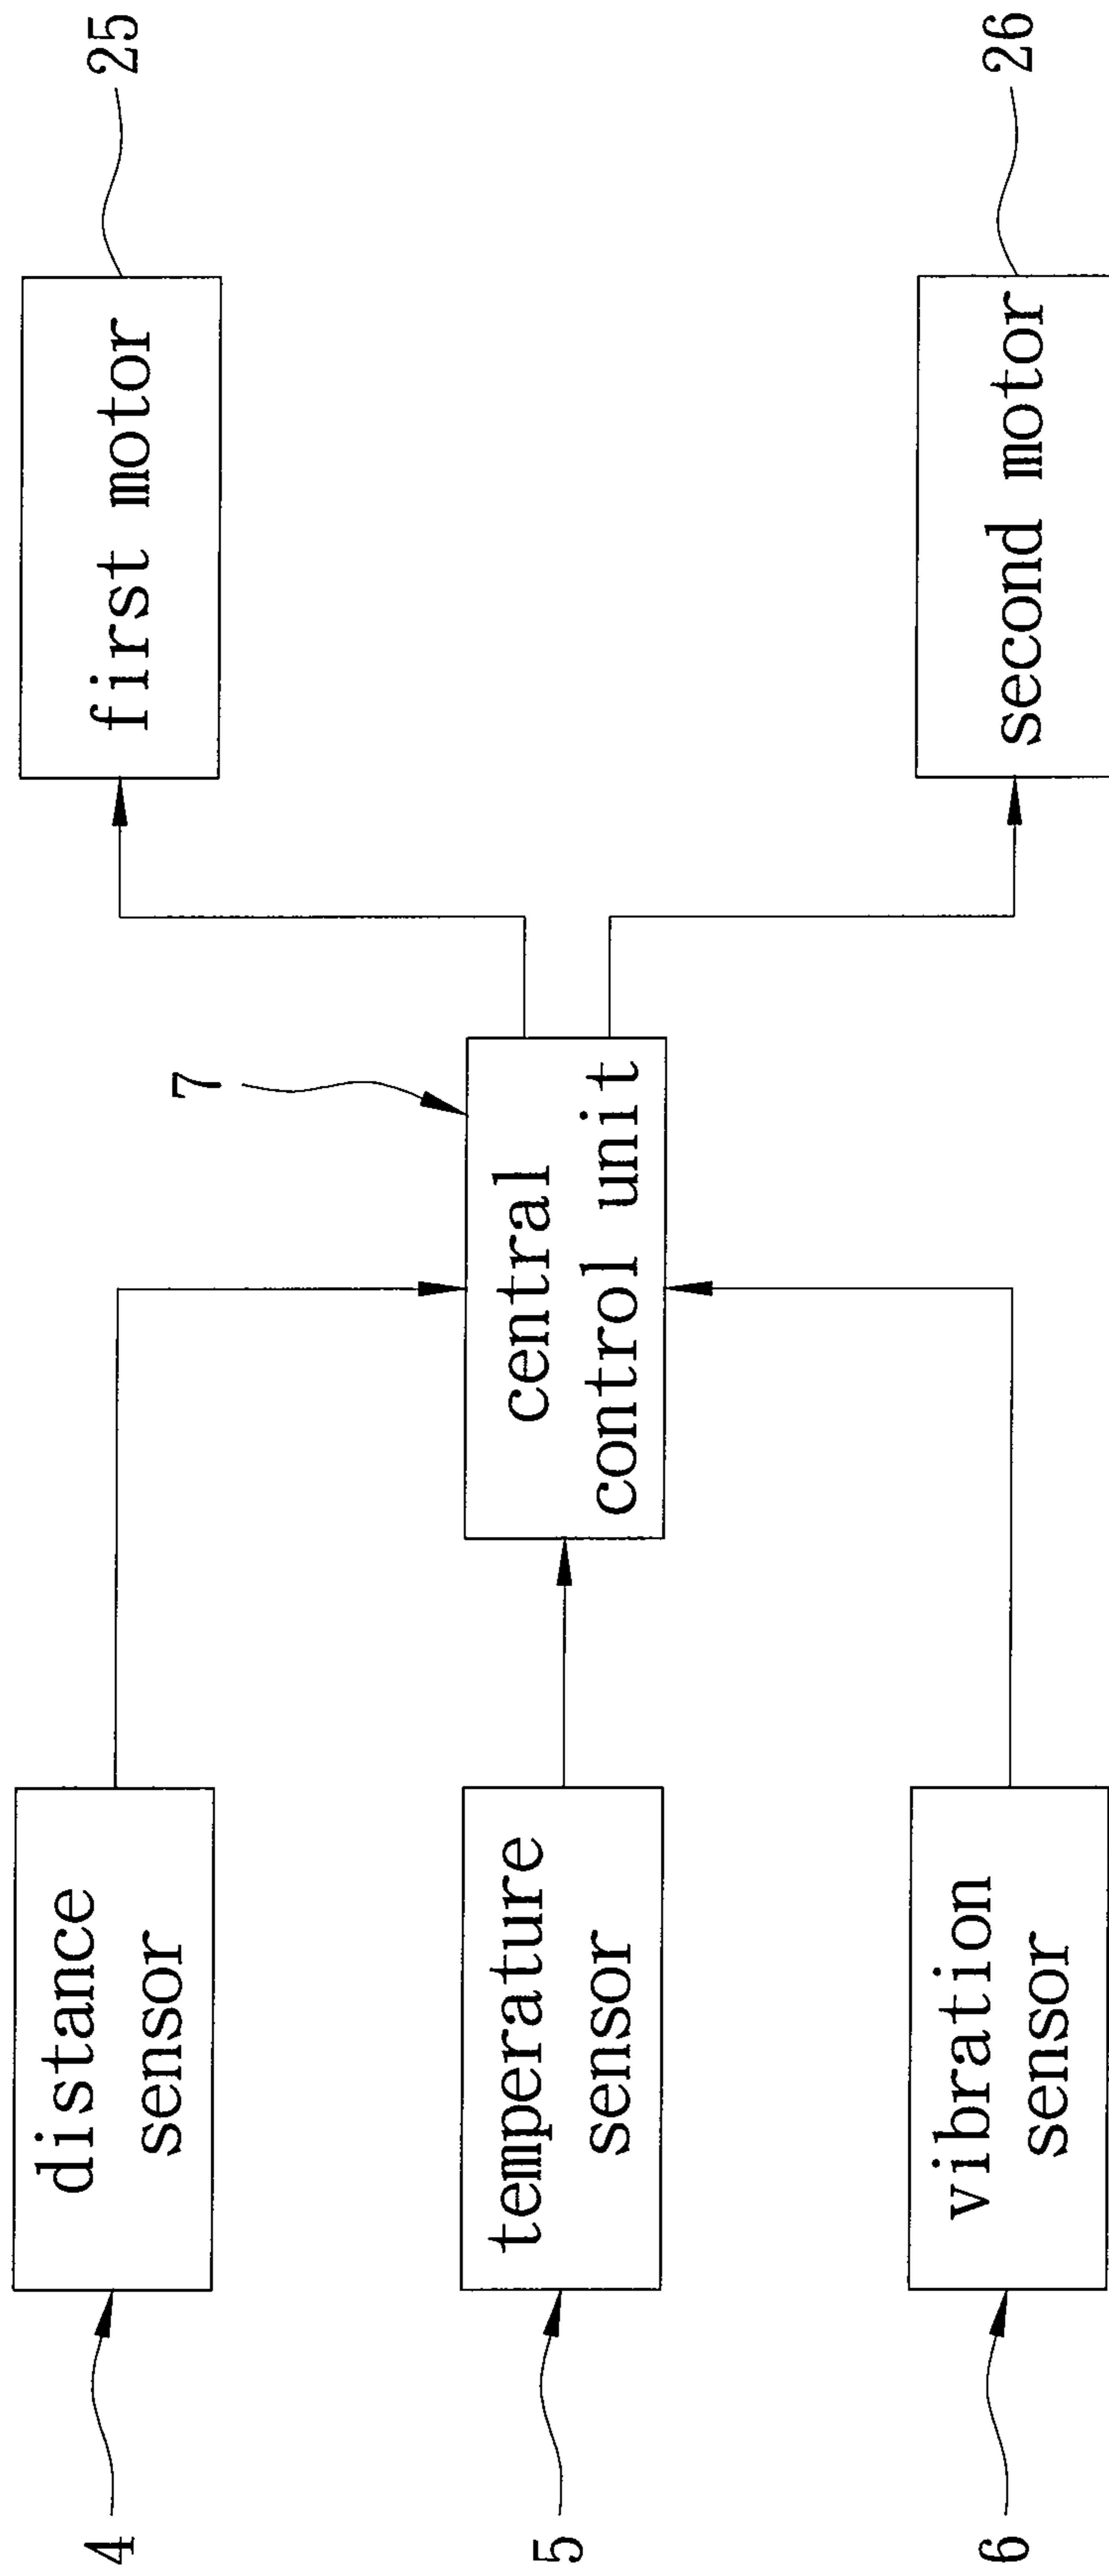 4
distance
sensor
5
temperature
sensor
6
vibration
sensor
7
central
control unit
first motor
25
second motor
26